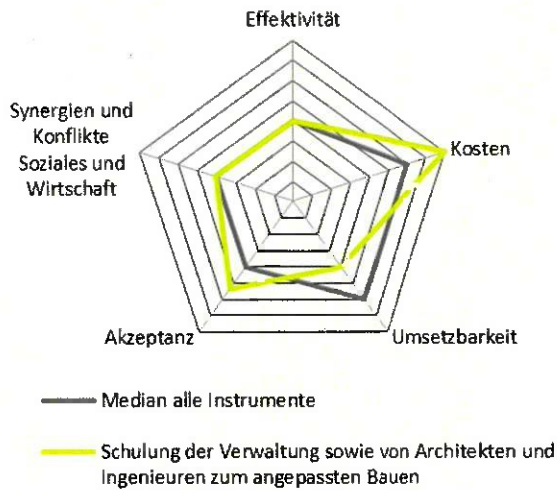 Effektivität
Synergien und
Konflikte
Soziales und
Wirtschaft
Kosten
Akzeptanz
Umsetzbarkeit
Median alle Instrumente
Schulung der Verwaltung sowie von Architekten und
Ingenieuren zum angepassten Bauen